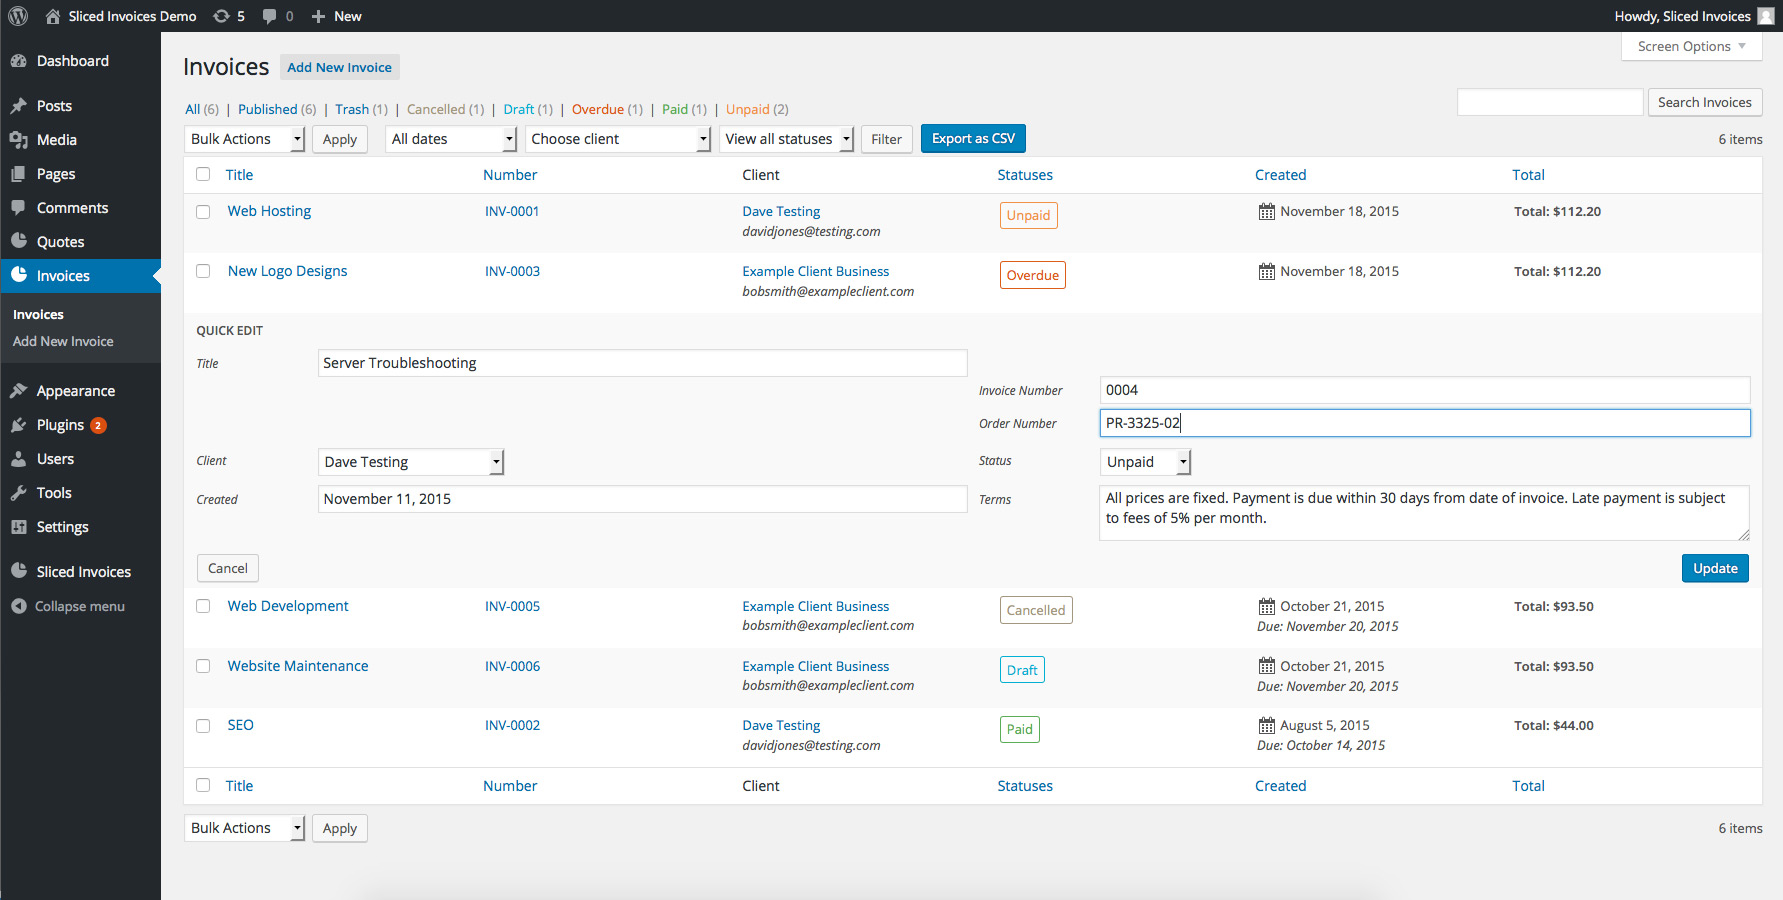 Sliced Invoices Demo 5 0 New Howdy, Sliced Invoices
Screen Options
Dashboard
Posts
Media
Pages
Comments
Quotes
Invoices
Invoices
Add New Invoice
Appearance
Plugins 2
Users
Tools
Settings
Sliced Invoices
Collapse menu
Invoices Add New Invoice
All (6) | Published (6) | Trash (1) | Cancelled (1) | Draft (1) | Overdue (1) | Paid (1) | Unpaid (2)
Search Invoices
Bulk Actions Apply All dates Choose client View all statuses Filter Export as CSV 6 items
Title Number Client Statuses Created Total
Web Hosting INV-0001 Dave Testing Unpaid November 18, 2015 Total: $112.20
davidjones@testing.com
New Logo Designs INV-0003 Example Client Business Overdue November 18, 2015 Total: $112.20
bobsmith@exampleclient.com
QUICK EDIT
Title Server Troubleshooting
Invoice Number 0004
Order Number PR-3325-02
Client Dave Testing Status Unpaid
Created November 11, 2015 Terms All prices are fixed. Payment is due within 30 days from date of invoice. Late payment is subject
to fees of 5% per month.
Cancel Update
Web Development INV-0005 Example Client Business Cancelled October 21, 2015 Total: $93.50
bobsmith@exampleclient.com Due: November 20, 2015
Website Maintenance INV-0006 Example Client Business Draft October 21, 2015 Total: $93.50
bobsmith@exampleclient.com Due: November 20, 2015
SEO INV-0002 Dave Testing Paid August 5, 2015 Total: $44.00
davidjones@testing.com Due: October 14, 2015
Title Number Client Statuses Created Total
Bulk Actions Apply 6 items